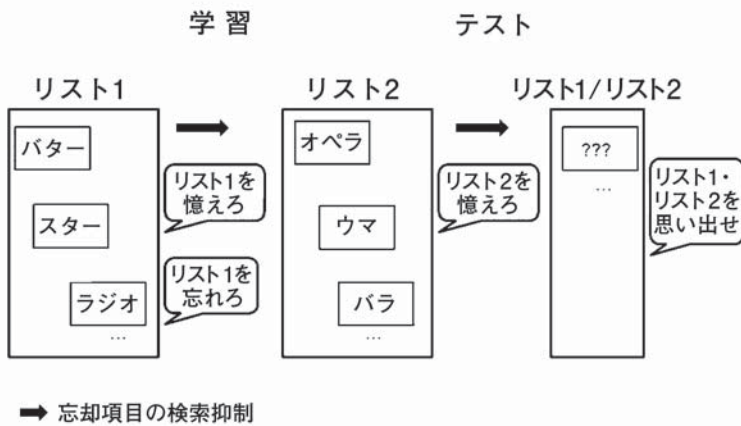 学習
テスト
リスト1
リスト2
リスト1/リスト2
バター
スター
ラジオ
…
リスト1を
憶えろ
リスト1を
忘れろ
オペラ
ウマ
バラ
…
リスト2を
憶えろ
???
…
リスト1・
リスト2を
思い出せ
➡ 忘却項目の検索抑制